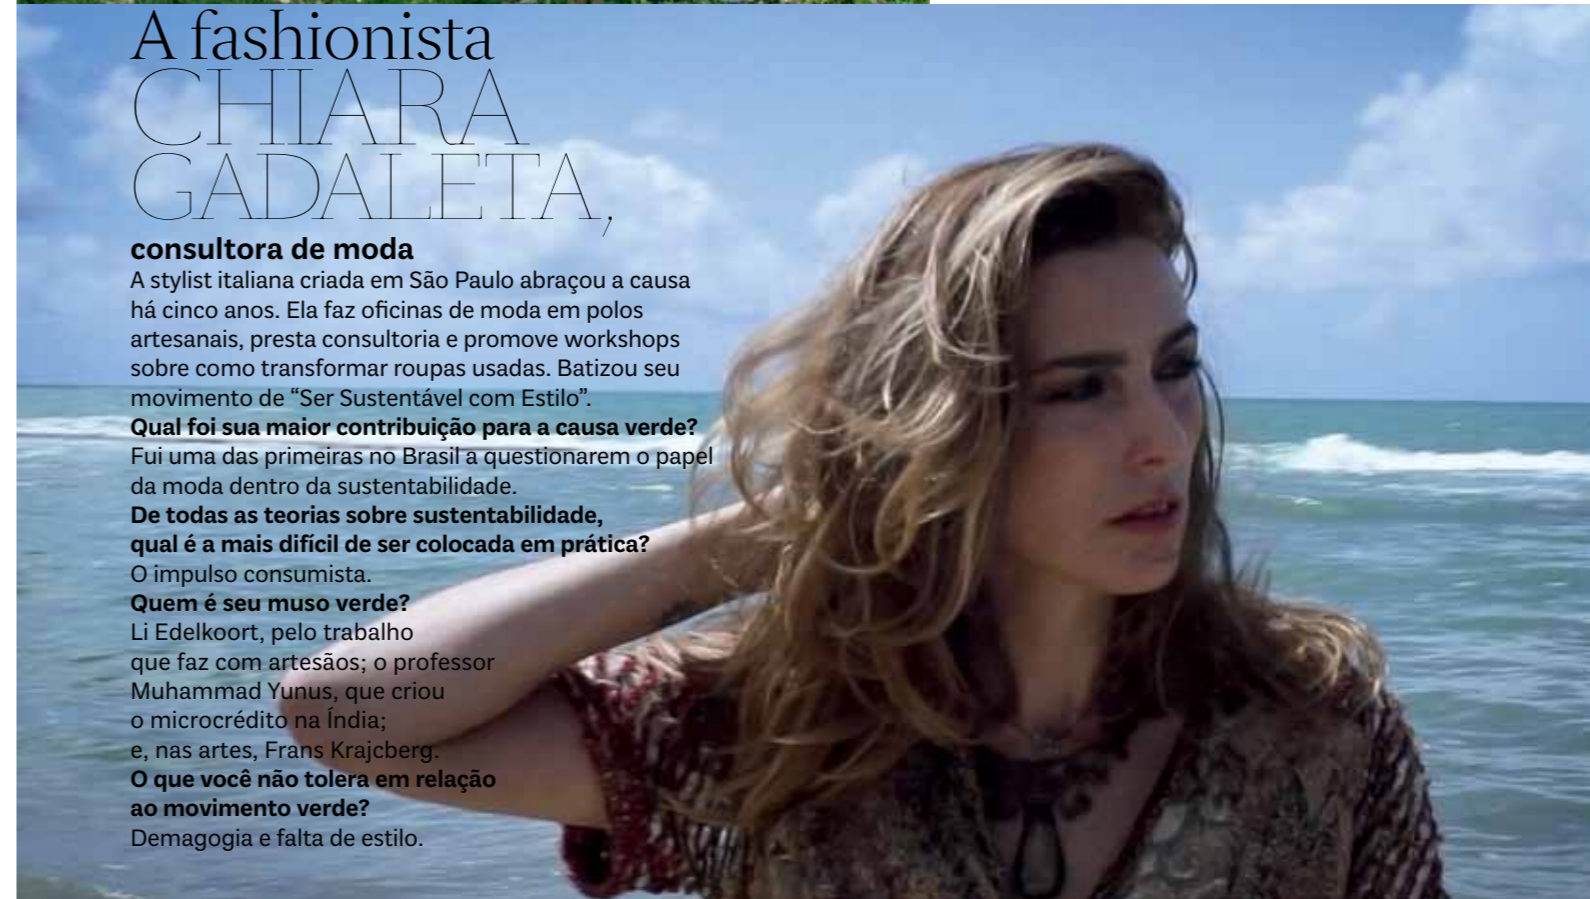 A fashionista
CHIARA
GADALETA,
consultora de moda
A stylist italiana criada em São Paulo abraçou a causa
há cinco anos. Ela faz oficinas de moda em polos
artesanais, presta consultoria e promove workshops
sobre como transformar roupas usadas. Batizou seu
movimento de “Ser Sustentável com Estilo”.
Qual foi sua maior contribuição para a causa verde?
Fui uma das primeiras no Brasil a questionarem o papel
da moda dentro da sustentabilidade.
De todas as teorias sobre sustentabilidade,
qual é a mais difícil de ser colocada em prática?
O impulso consumista.
Quem é seu muso verde?
Li Edelkoort, pelo trabalho
que faz com artesãos; o professor
Muhammad Yunus, que criou
o microcrédito na Índia;
e, nas artes, Frans Krajcberg.
O que você não tolera em relação
ao movimento verde?
Demagogia e falta de estilo.